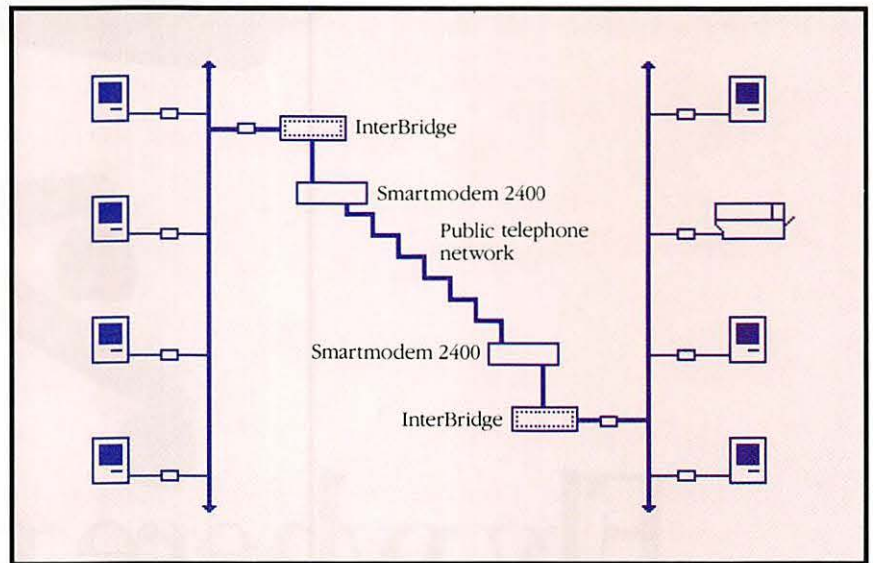 InterBridge
Smartmodem 2400
Public telephone
network
Smartmodem 2400
InterBridge